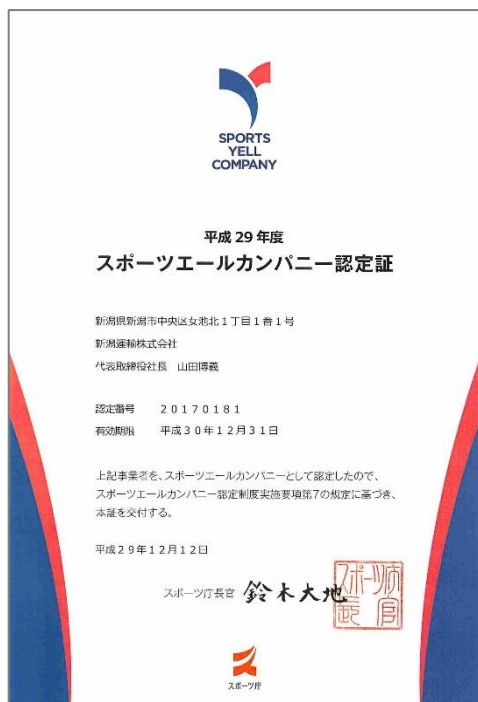 SPORTS
YELL
COMPANY
平成29年度
スポーツエールカンパニー認定証
新潟県新潟市中央区女池北1丁目1番1号
新潟運輸株式会社
代表取締役社長 山田博義
認定番号 20170181
有効期限 平成30年12月31日
上記事業者を、スポーツエールカンパニーとして認定したので、
スポーツエールカンパニー認定制度実施要項第7の規定に基づき、
本証を交付する。
平成29年12月12日
スポーツ庁長官 鈴木大地
スポーツ庁長官
スポーツ庁